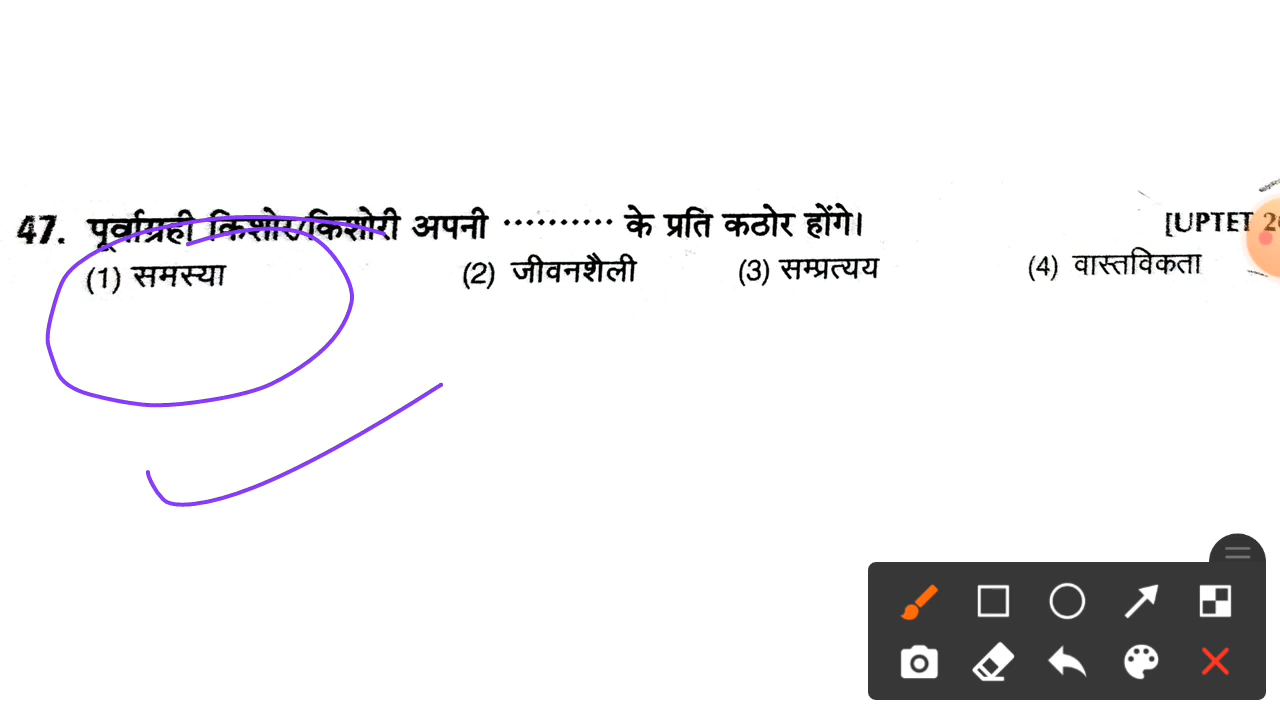 47. पूर्वाग्रही किशोर/किशोरी अपनी ·········· के प्रति कठोर होंगे। [UPTET
(1) समस्या (2) जीवनशैली (3) सम्प्रत्यय (4) वास्तविकता